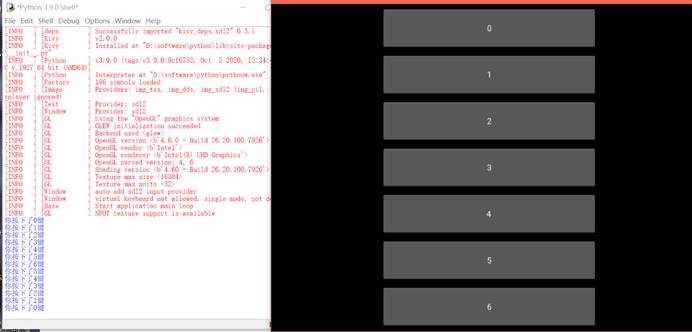 *Python 3.9.0 Shell*
File Edit Shell Debug Options Window Help
[INFO   ] [deps        ] Successfully imported "kivy_deps.sdl2" 0.3.1
[INFO   ] [Kivy        ] v2.0.0
[INFO   ] [Kivy        ] Installed at "D:\software\python\lib\site-package
\__init__.py"
[INFO   ] [Python      ] v3.9.0 (tags/v3.9.0:9cf6752, Oct  5 2020, 15:34:
C v.1927 64 bit (AMD64)]
[INFO   ] [Python      ] Interpreter at "D:\software\python\pythonw.exe"
[INFO   ] [Factory     ] 186 symbols loaded
[INFO   ] [Image       ] Providers: img_tex, img_dds, img_sdl2 (img_pil,
yplayer ignored)
[INFO   ] [Text        ] Provider: sdl2
[INFO   ] [Window      ] Provider: sdl2
[INFO   ] [GL          ] Using the "OpenGL" graphics system
[INFO   ] [GL          ] GLEW initialization succeeded
[INFO   ] [GL          ] Backend used <glew>
[INFO   ] [GL          ] OpenGL version <b'4.6.0 - Build 26.20.100.7926'>
[INFO   ] [GL          ] OpenGL vendor <b'Intel'>
[INFO   ] [GL          ] OpenGL renderer <b'Intel(R) UHD Graphics'>
[INFO   ] [GL          ] OpenGL parsed version: 4, 6
[INFO   ] [GL          ] Shading version <b'4.60 - Build 26.20.100.7926'>
[INFO   ] [GL          ] Texture max size <16384>
[INFO   ] [GL          ] Texture max units <32>
[INFO   ] [Window      ] auto add sdl2 input provider
[INFO   ] [Window      ] virtual keyboard not allowed, single mode, not do
[INFO   ] [Base        ] Start application main loop
[INFO   ] [GL          ] NPOT texture support is available
你按下了0键
你按下了1键
你按下了2键
你按下了3键
你按下了4键
你按下了5键
你按下了6键
你按下了5键
你按下了4键
你按下了3键
你按下了2键
你按下了1键
你按下了0键
0
1
2
3
4
5
6